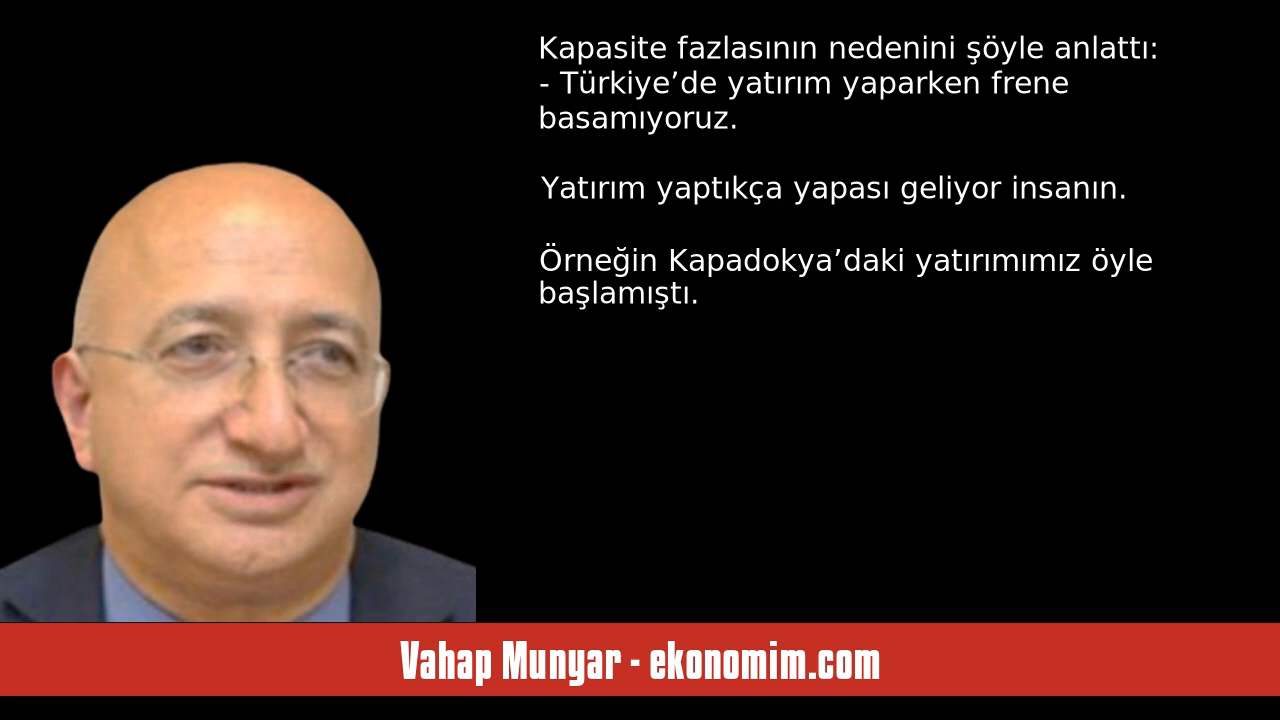 Kapasite fazlasının nedenini şöyle anlattı:
- Türkiye’de yatırım yaparken frene
basamıyoruz.
Yatırım yaptıkça yapası geliyor insanın.
Örneğin Kapadokya’daki yatırımımız öyle
başlamıştı.
Vahap Munyar - ekonomim.com